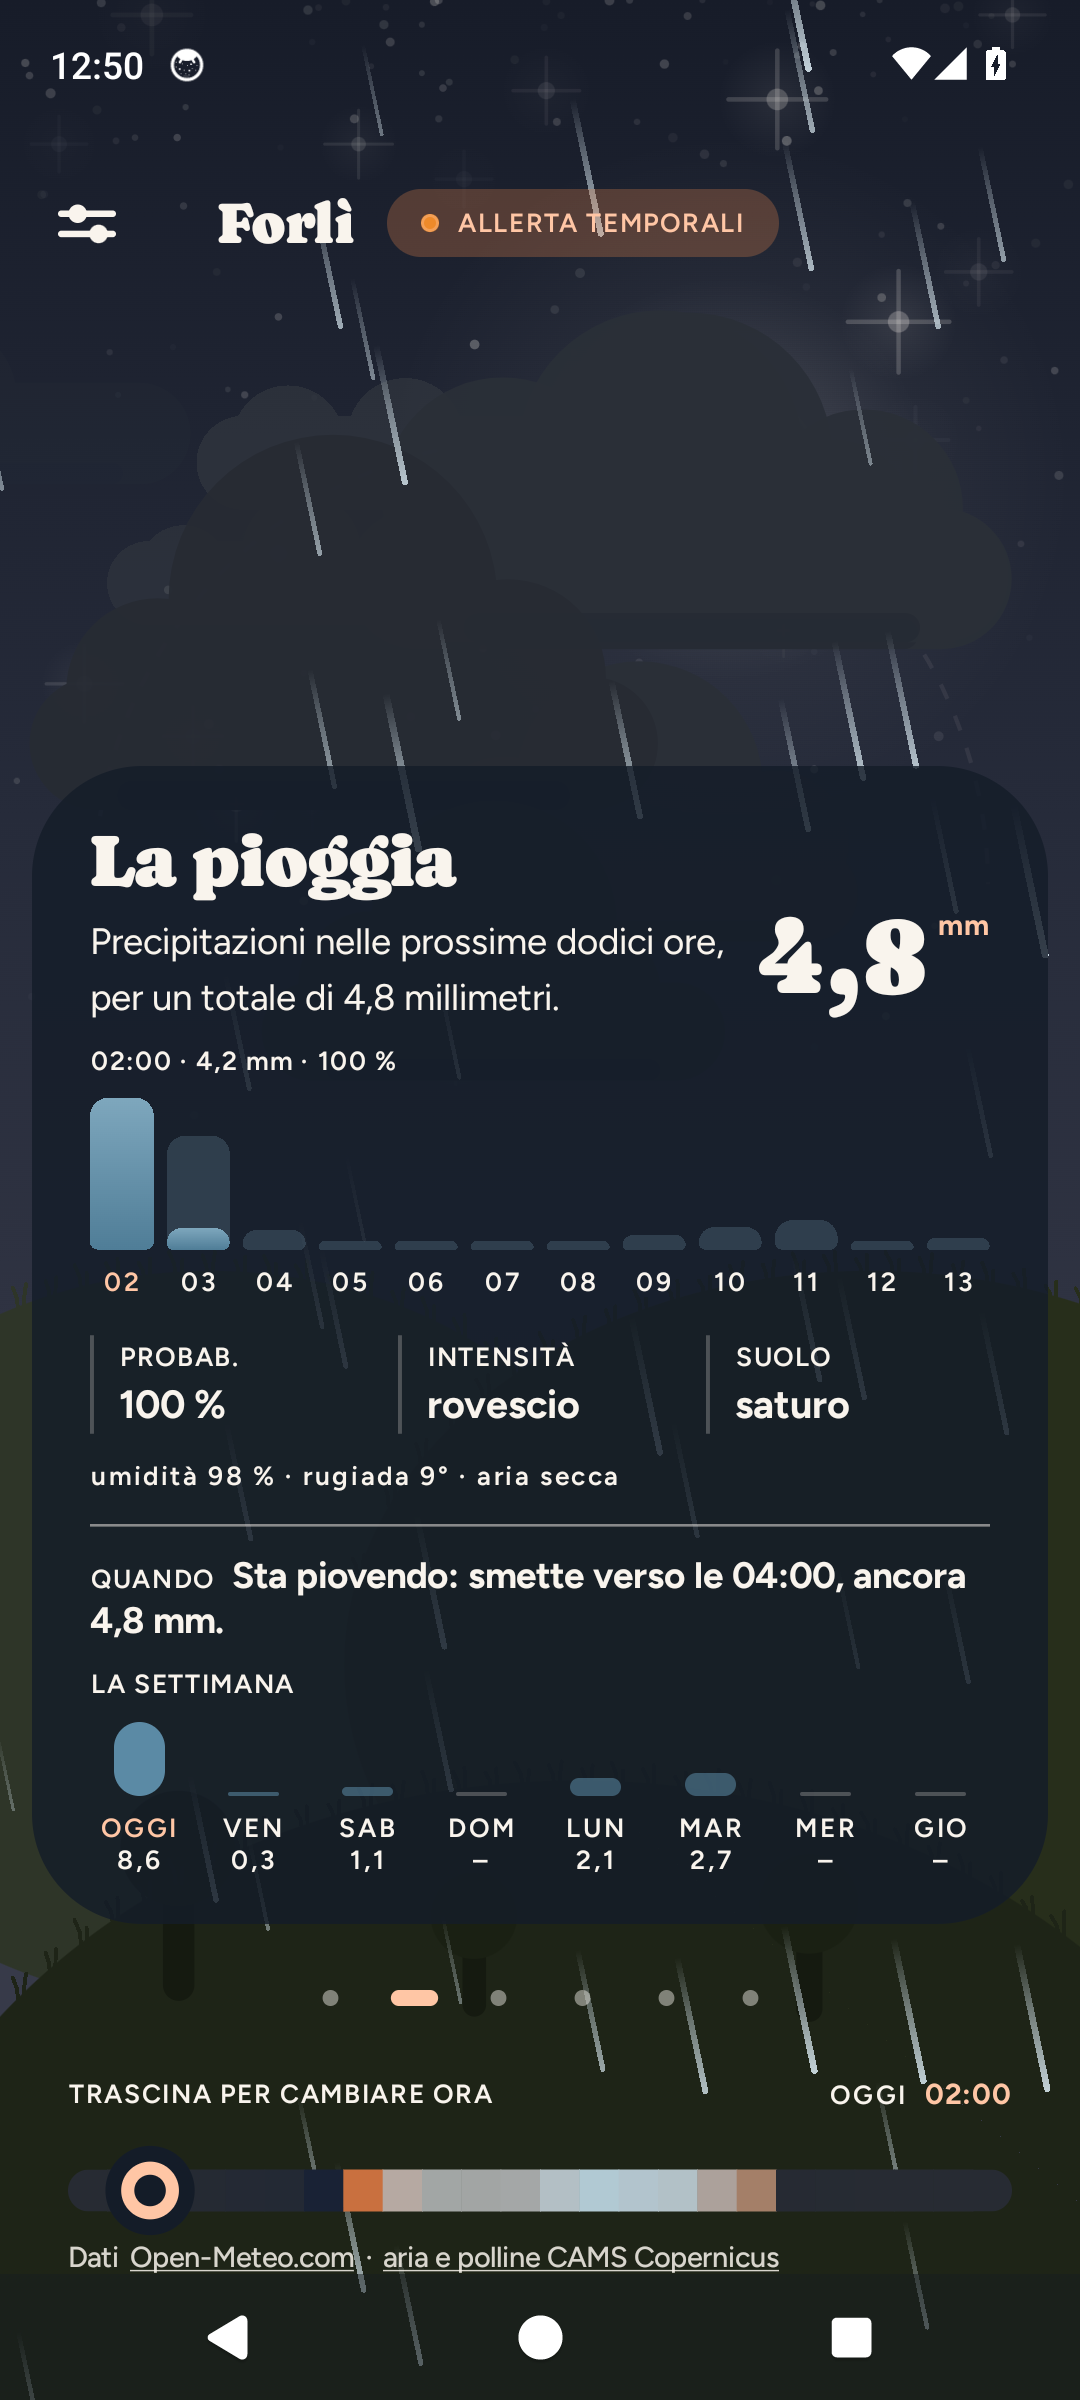 12:50
Forlì
ALLERTA TEMPORALI
La pioggia
Precipitazioni nelle prossime dodici ore,
per un totale di 4,8 millimetri.
4,8 mm
02:00 · 4,2 mm · 100 %
02 03 04 05 06 07 08 09 10 11 12 13
PROBAB. INTENSITÀ SUOLO
100 % rovescio saturo
umidità 98 % · rugiada 9° · aria secca
QUANDO Sta piovendo: smette verso le 04:00, ancora
4,8 mm.
LA SETTIMANA
OGGI VEN SAB DOM LUN MAR MER GIO
8,6 0,3 1,1 – 2,1 2,7 – –
TRASCINA PER CAMBIARE ORA OGGI 02:00
Dati Open-Meteo.com · aria e polline CAMS Copernicus